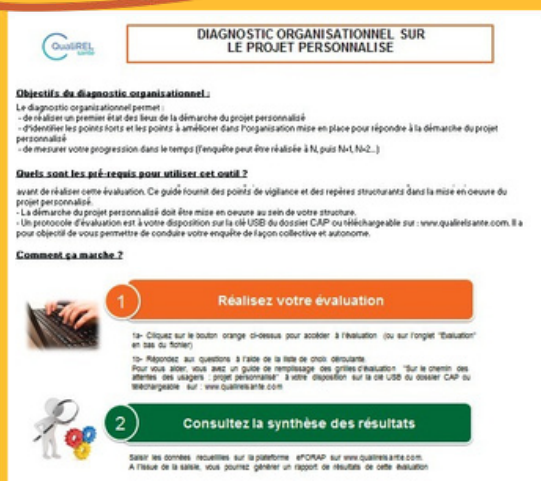 QualiREL
santé
DIAGNOSTIC ORGANISATIONNEL SUR
LE PROJET PERSONNALISE
Objectifs du diagnostic organisationnel :
Le diagnostic organisationnel permet :
- de réaliser un premier état des lieux de la démarche du projet personnalisé
- d'identifier les points forts et les points à améliorer dans l'organisation mise en place pour répondre à la démarche du projet
personnalisé
- de mesurer votre progression dans le temps (l'enquête peut être réalisée à N, puis N+1, N+2...)
Quels sont les pré-requis pour utiliser cet outil ?
avant de réaliser cette évaluation. Ce guide fournit des points de vigilance et des repères structurants dans la mise en oeuvre du
projet personnalisé.
- La démarche du projet personnalisé doit être mise en oeuvre au sein de votre structure.
- Un protocole d'évaluation est à votre disposition sur la clé USB du dossier CAP ou téléchargeable sur : www.qualirelsante.com. Il a
pour objectif de vous permettre de conduire votre enquête de façon collective et autonome.
Comment ça marche ?
1
Réalisez votre évaluation
1a- Cliquez sur le bouton orange ci-dessus pour accéder à l'évaluation (ou sur l'onglet "Evaluation"
en bas du fichier)
1b- Répondez aux questions à l'aide de la liste de choix déroulante.
Pour vous aider, vous avez un guide de remplissage des grilles d'évaluation "Sur le chemin des
attentes des usagers : projet personnalisé" à votre disposition sur la clé USB du dossier CAP ou
téléchargeable sur : www.qualirelsante.com
2
Consultez la synthèse des résultats
Saisir les données recueillies sur la plateforme eFORAP sur www.qualirelsante.com.
A l'issue de la saisie, vous pourrez générer un rapport de résultats de cette évaluation